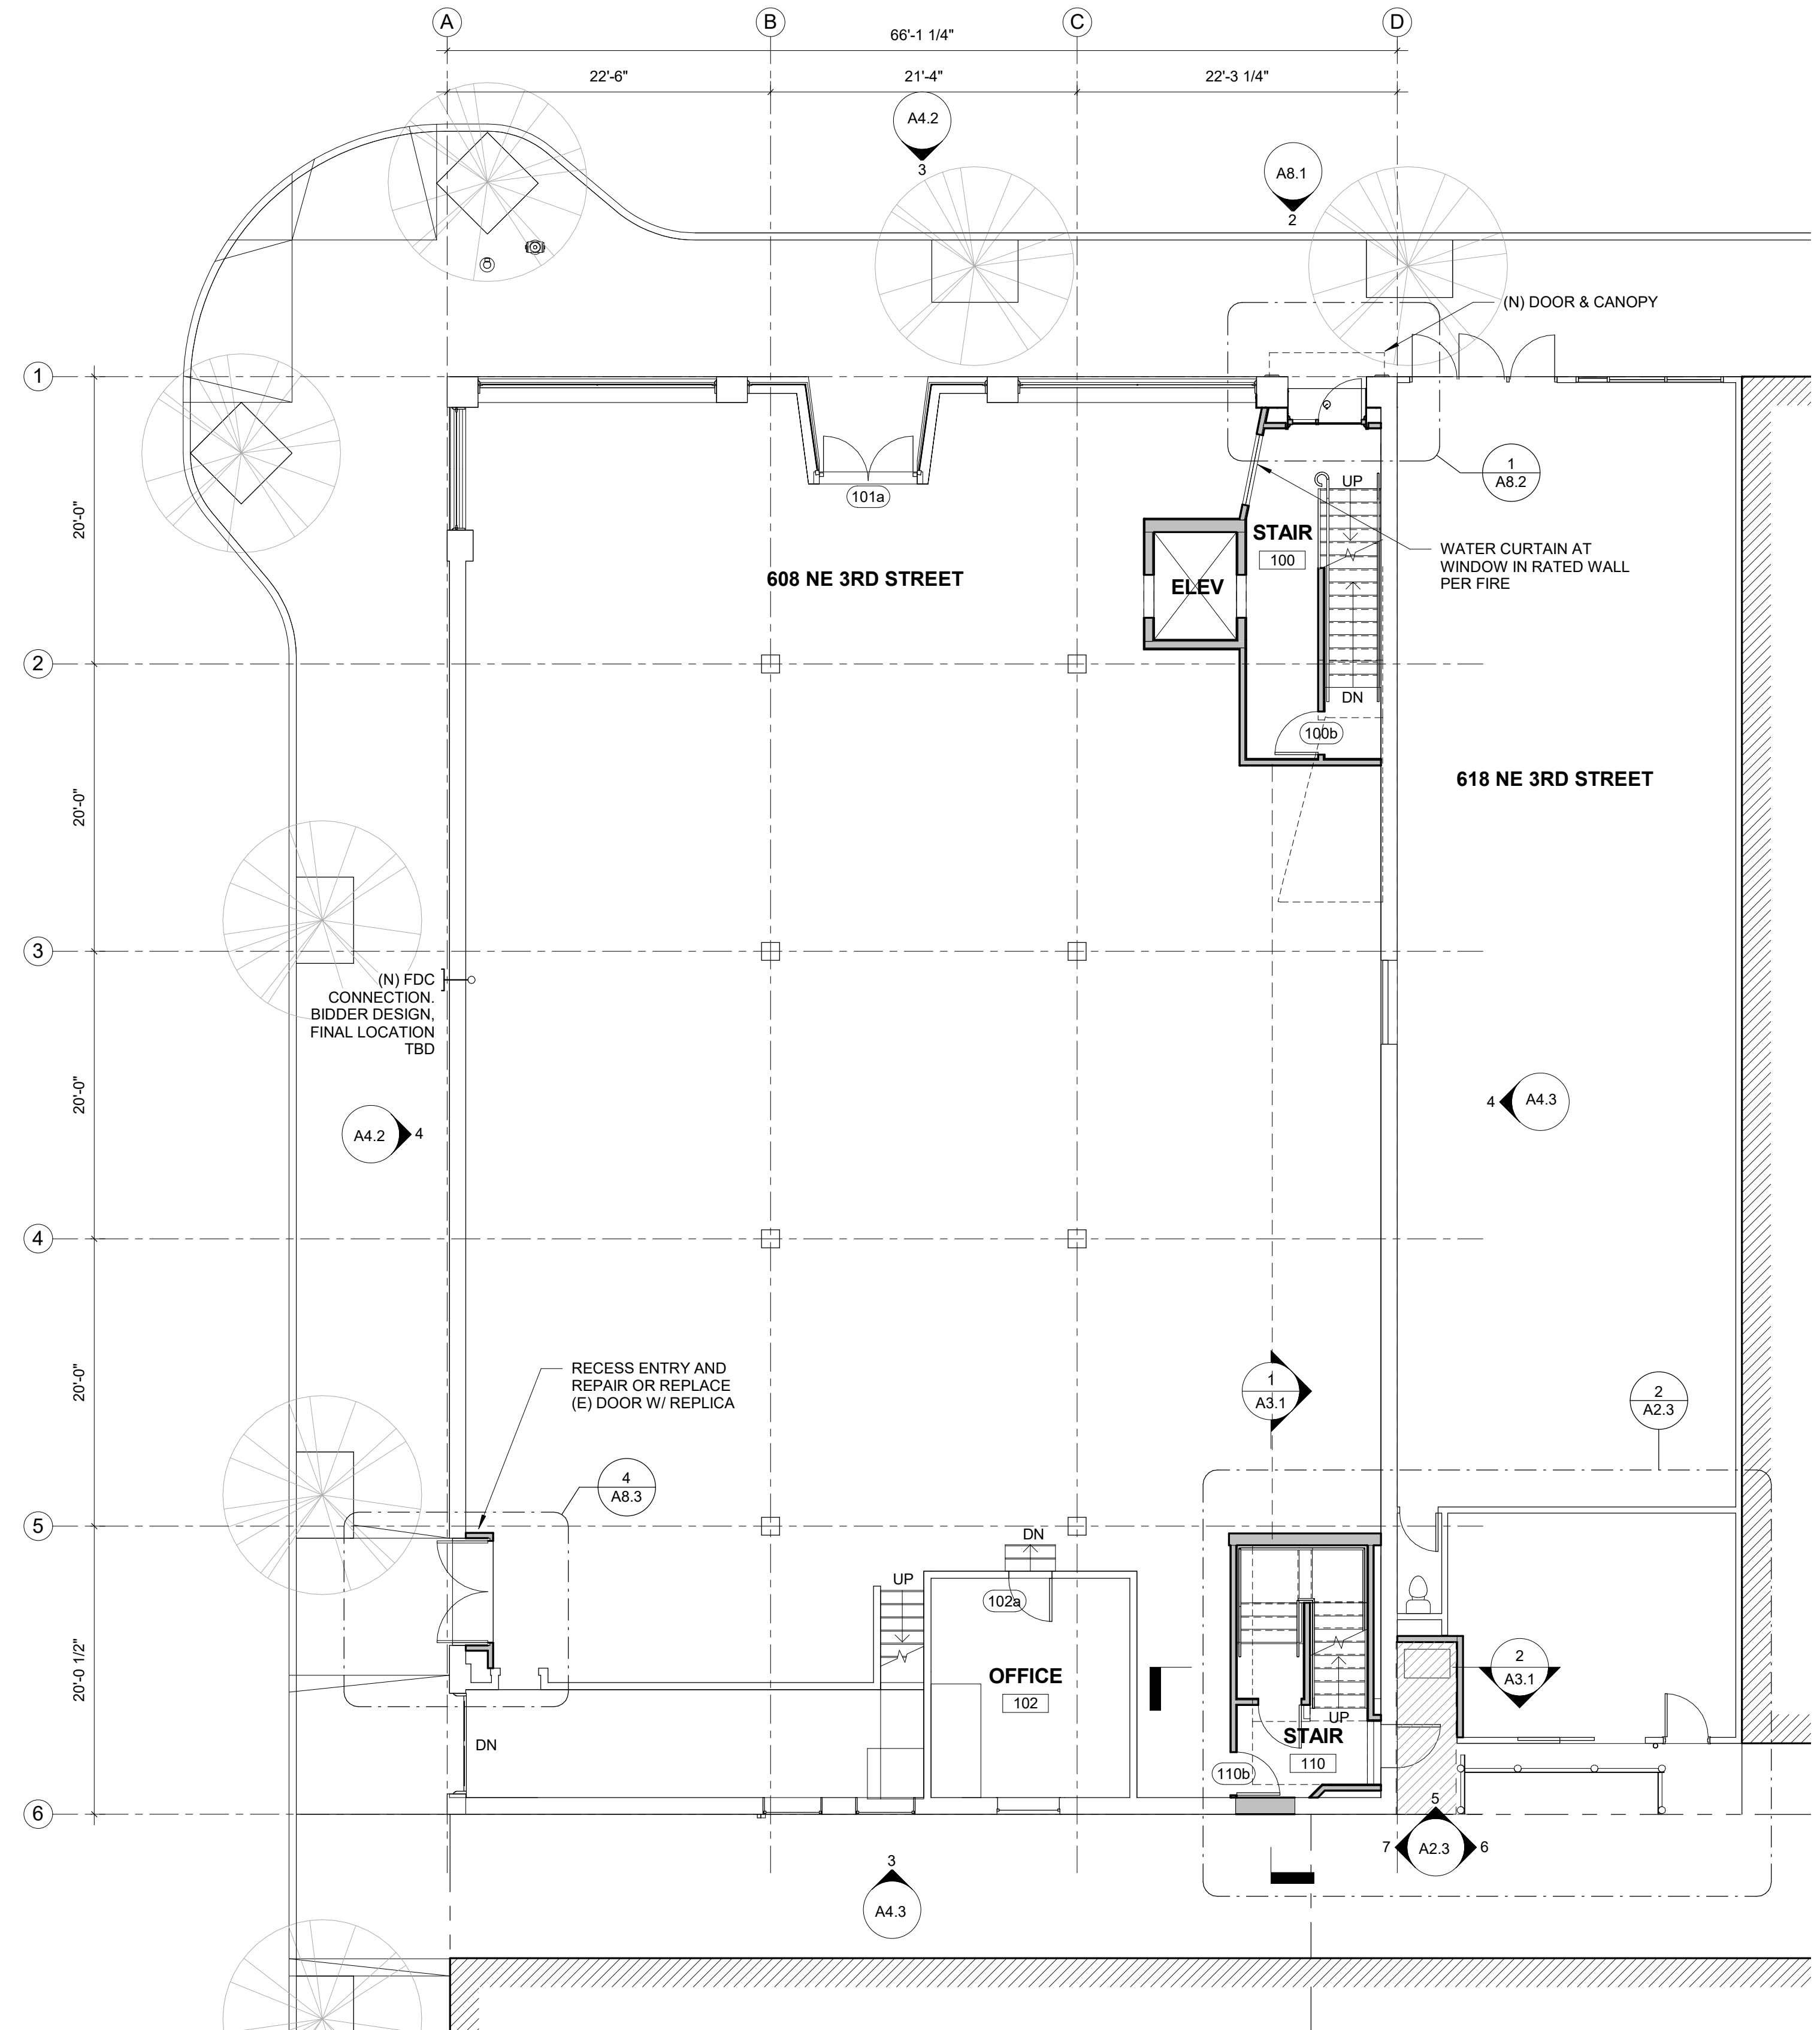 A
B
C
D
66'-1 1/4"
22'-6"
21'-4"
22'-3 1/4"
A4.2
3
A8.1
2
(N) DOOR & CANOPY
1
101a
UP
1
A8.2
20'-0"
STAIR
100
WATER CURTAIN AT
WINDOW IN RATED WALL
PER FIRE
608 NE 3RD STREET
ELEV
2
DN
100b
618 NE 3RD STREET
20'-0"
3
(N) FDC
CONNECTION.
BIDDER DESIGN,
FINAL LOCATION
TBD
20'-0"
A4.2
4
4
A4.3
4
RECESS ENTRY AND
REPAIR OR REPLACE
(E) DOOR W/ REPLICA
20'-0"
1
A3.1
2
A2.3
4
A8.3
5
DN
UP
102a
20'-0 1/2"
OFFICE
102
2
A3.1
UP
STAIR
110
DN
110b
6
5
7
A2.3
6
3
A4.3